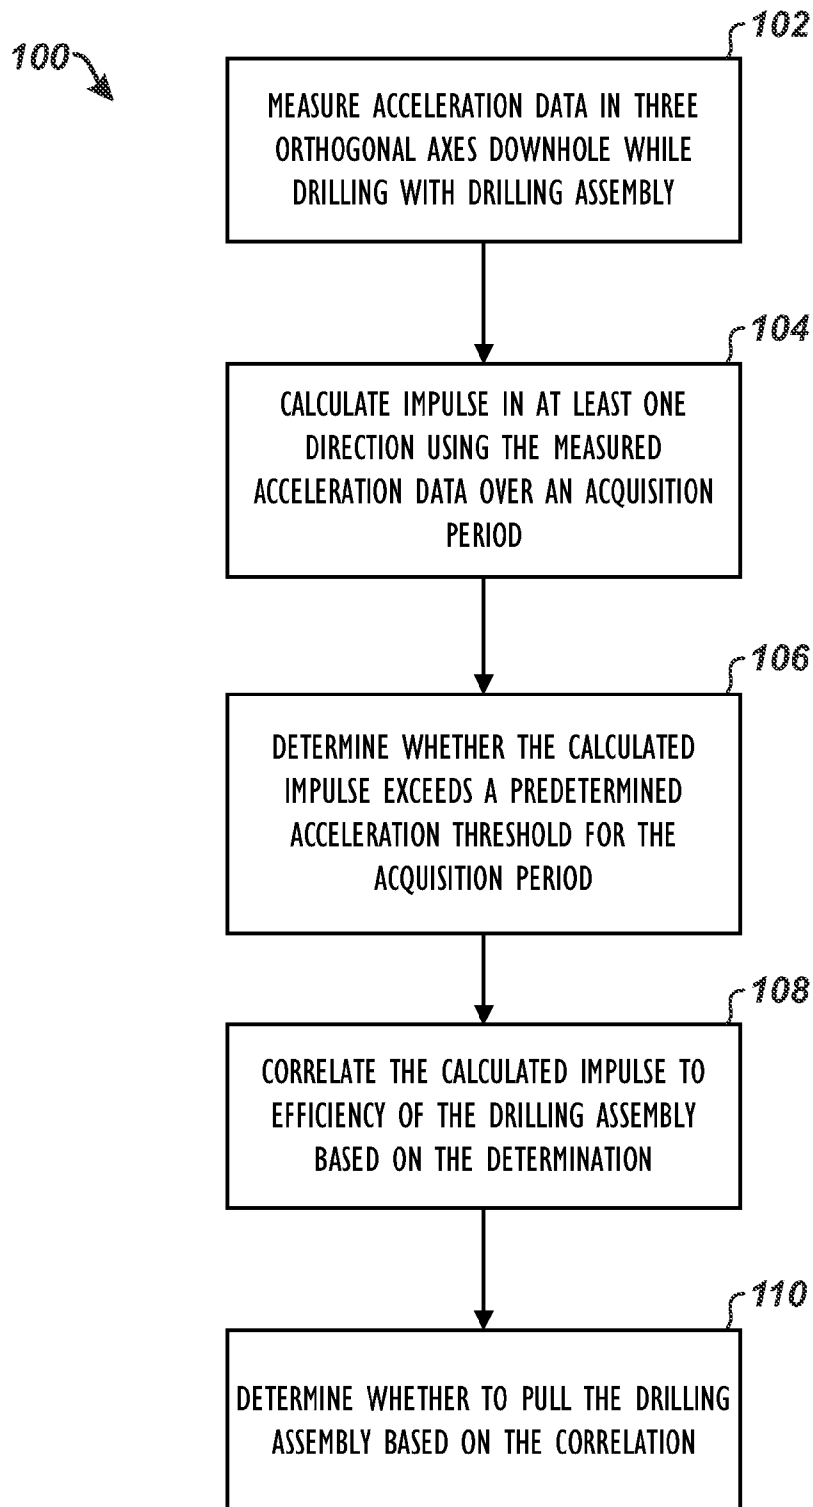 100
102
MEASURE ACCELERATION DATA IN THREE
ORTHOGONAL AXES DOWNHOLE WHILE
DRILLING WITH DRILLING ASSEMBLY
104
CALCULATE IMPULSE IN AT LEAST ONE
DIRECTION USING THE MEASURED
ACCELERATION DATA OVER AN ACQUISITION
PERIOD
106
DETERMINE WHETHER THE CALCULATED
IMPULSE EXCEEDS A PREDETERMINED
ACCELERATION THRESHOLD FOR THE
ACQUISITION PERIOD
108
CORRELATE THE CALCULATED IMPULSE TO
EFFICIENCY OF THE DRILLING ASSEMBLY
BASED ON THE DETERMINATION
110
DETERMINE WHETHER TO PULL THE DRILLING
ASSEMBLY BASED ON THE CORRELATION